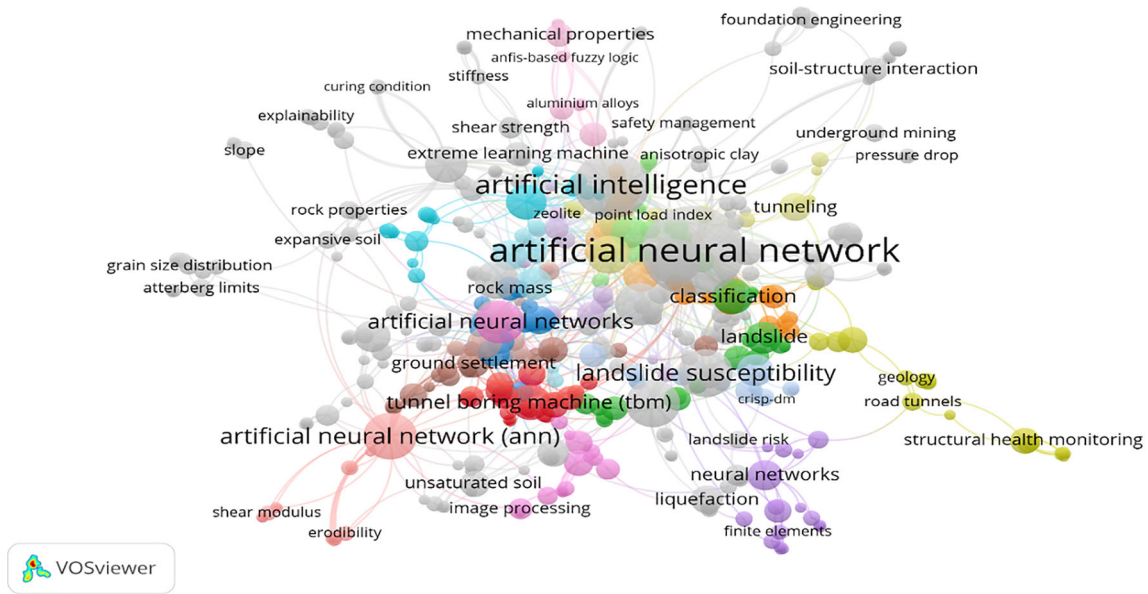 foundation engineering
mechanical properties
anfis-based fuzzy logic
soil-structure interaction
stiffness
curing condition
aluminium alloys
explainability
shear strength
safety management
underground mining
slope
extreme learning machine
anisotropic clay
pressure drop
artificial intelligence
rock properties
zeolite
point load index
tunneling
expansive soil
artificial neural network
grain size distribution
atterberg limits
rock mass
classification
artificial neural networks
landslide
ground settlement
landslide susceptibility
geology
tunnel boring machine (tbm)
crisp-dm
road tunnels
artificial neural network (ann)
landslide risk
structural health monitoring
neural networks
unsaturated soil
liquefaction
image processing
shear modulus
erodibility
finite elements
VOSviewer